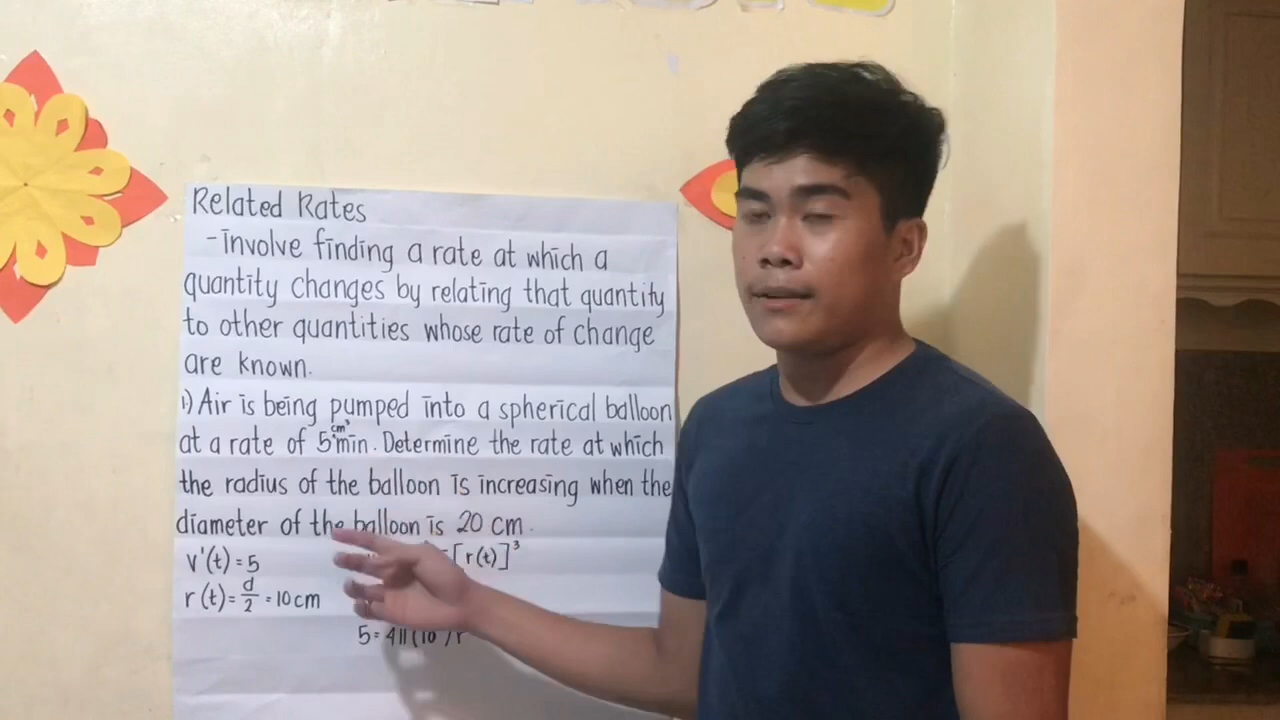 Related Rates
-involve finding a rate at which a
quantity changes by relating that quantity
to other quantities whose rate of change
are known.
1.) Air is being pumped into a spherical balloon
at a rate of 5 cm³/min. Determine the rate at which
the radius of the balloon is increasing when the
diameter of the balloon is 20 cm.
v'(t) = 5
[r(t)]³
r(t) = d/2 = 10 cm